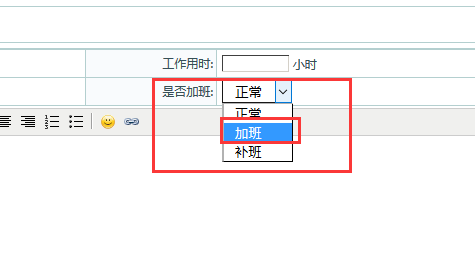 工作用时: 小时
是否加班: 正常
正常
加班
补班